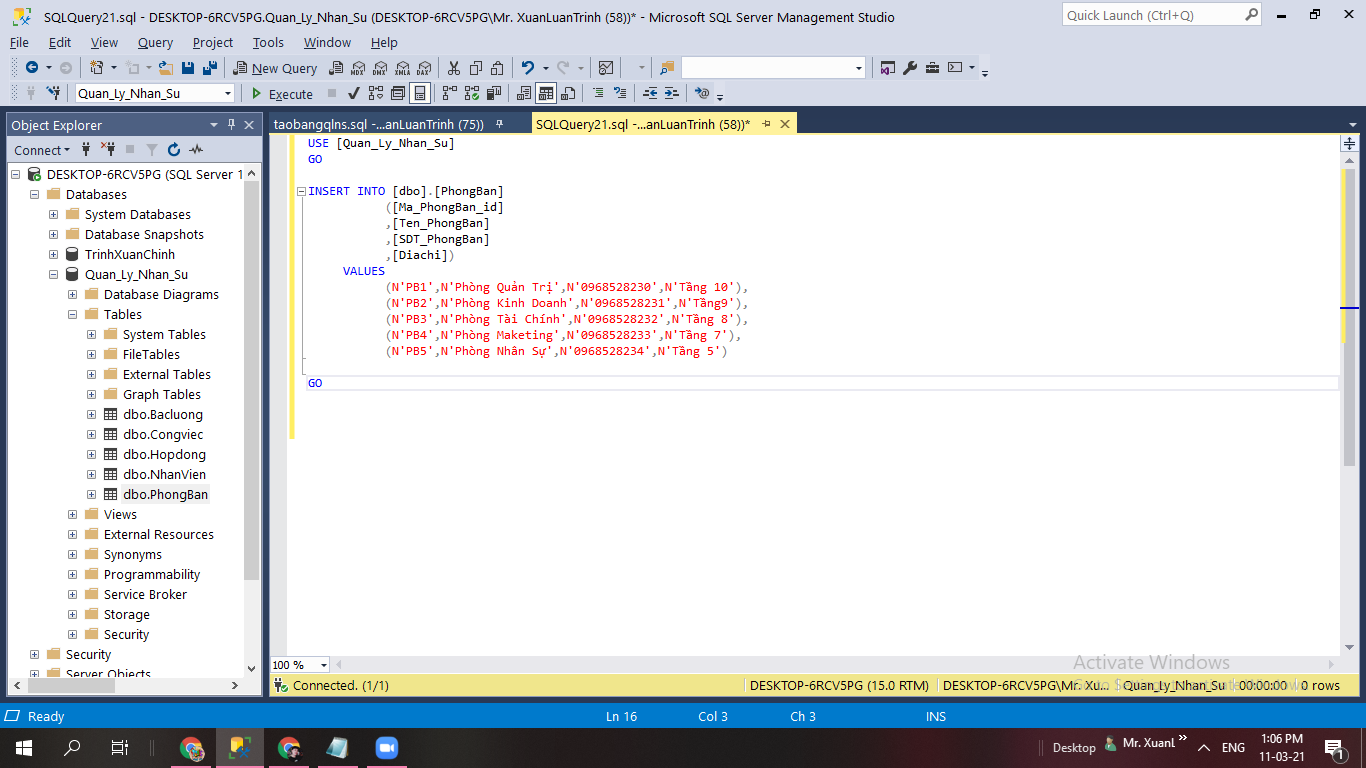 SQLQuery21.sql - DESKTOP-6RCV5PG.Quan_Ly_Nhan_Su (DESKTOP-6RCV5PG\Mr. XuanLuanTrinh (58))* - Microsoft SQL Server Management Studio
Quick Launch (Ctrl+Q)
File Edit View Query Project Tools Window Help
New Query MDX DMX XMLA DAX
Quan_Ly_Nhan_Su Execute
Object Explorer
taobangqlns.sql -...anLuanTrinh (75))
SQLQuery21.sql -...anLuanTrinh (58))*
Connect
DESKTOP-6RCV5PG (SQL Server 1
Databases
System Databases
Database Snapshots
TrinhXuanChinh
Quan_Ly_Nhan_Su
Database Diagrams
Tables
System Tables
FileTables
External Tables
Graph Tables
dbo.Bacluong
dbo.Congviec
dbo.Hopdong
dbo.NhanVien
dbo.PhongBan
Views
External Resources
Synonyms
Programmability
Service Broker
Storage
Security
Security
Server Objects
USE [Quan_Ly_Nhan_Su]
GO
INSERT INTO [dbo].[PhongBan]
([Ma_PhongBan_id]
,[Ten_PhongBan]
,[SDT_PhongBan]
,[Diachi])
VALUES
(N'PB1',N'Phòng Quản Trị',N'0968528230',N'Tầng 10'),
(N'PB2',N'Phòng Kinh Doanh',N'0968528231',N'Tầng9'),
(N'PB3',N'Phòng Tài Chính',N'0968528232',N'Tầng 8'),
(N'PB4',N'Phòng Maketing',N'0968528233',N'Tầng 7'),
(N'PB5',N'Phòng Nhân Sự',N'0968528234',N'Tầng 5')
GO
100 %
Activate Windows
Connected. (1/1)
DESKTOP-6RCV5PG (15.0 RTM) DESKTOP-6RCV5PG\Mr. Xu... Quan_Ly_Nhan_Su 00:00:00 0 rows
Ready Ln 16 Col 3 Ch 3 INS
Desktop Mr. XuanL ENG 1:06 PM
11-03-21
1